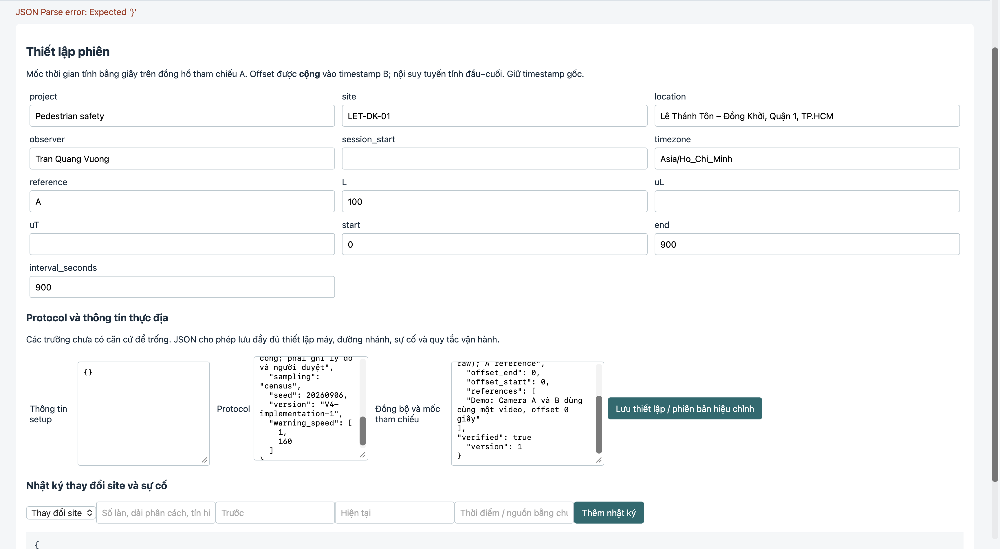 JSON Parse error: Expected '}'
Thiết lập phiên
Mốc thời gian tính bằng giây trên đồng hồ tham chiếu A. Offset được cộng vào timestamp B; nội suy tuyến tính đầu–cuối. Giữ timestamp gốc.
project
Pedestrian safety
site
LET-DK-01
location
Lê Thánh Tôn – Đồng Khởi, Quận 1, TP.HCM
observer
Tran Quang Vuong
session_start
timezone
Asia/Ho_Chi_Minh
reference
A
L
100
uL
uT
start
0
end
900
interval_seconds
900
Protocol và thông tin thực địa
Các trường chưa có căn cứ để trống. JSON cho phép lưu đầy đủ thiết lập máy, đường nhánh, sự cố và quy tắc vận hành.
Thông tin
setup
{}
Protocol
công; phải ghi lý do
và người duyệt",
"sampling":
"census",
"seed": 20260906,
"version": "V4-
implementation-1",
"warning_speed": [
1,
160
]
}
Đồng bộ và mốc
tham chiếu
raw); A reference",
"offset_end": 0,
"offset_start": 0,
"references": [
"Demo: Camera A và B dùng
cùng một video, offset 0
giây"
],
"verified": true
"version": 1
}
Lưu thiết lập / phiên bản hiệu chỉnh
Nhật ký thay đổi site và sự cố
Thay đổi site
Số làn, dải phân cách, tín hi
Trước
Hiện tại
Thời điểm / nguồn bằng chu
Thêm nhật ký
{